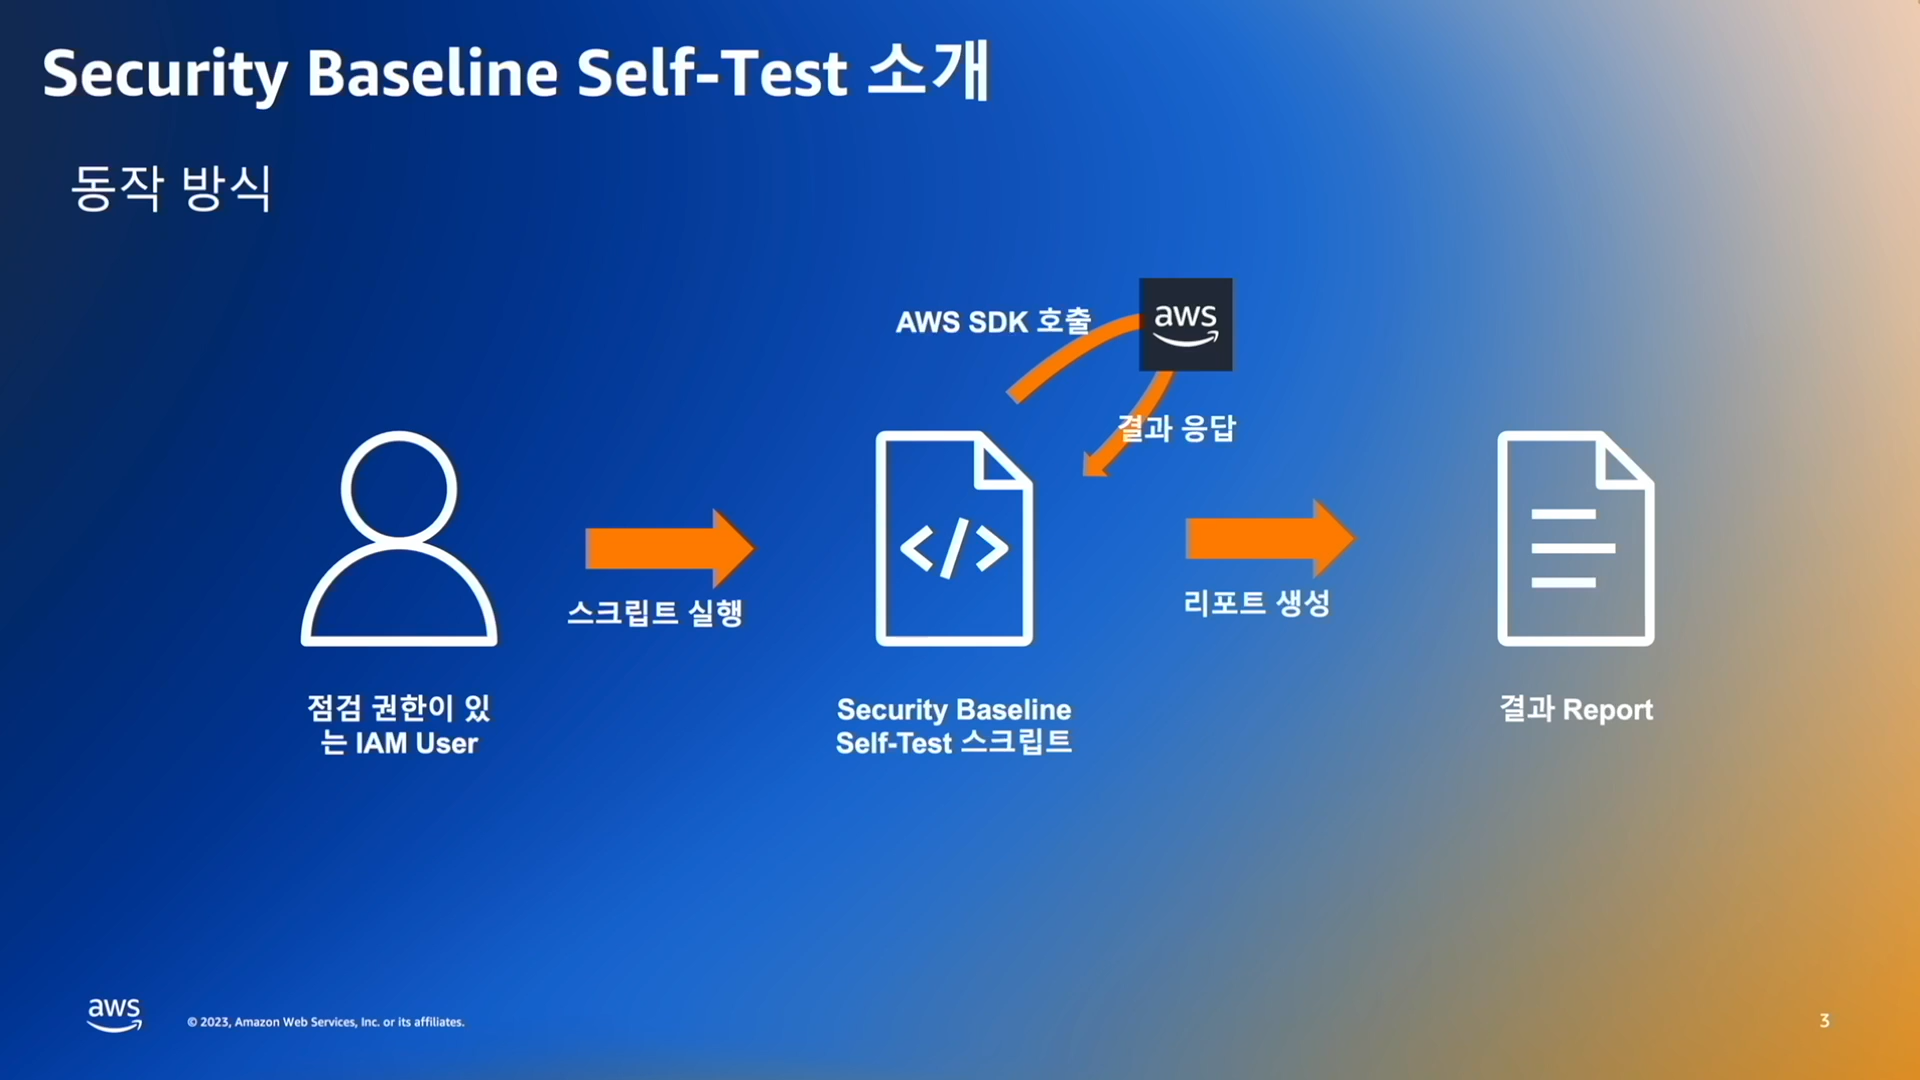 Security Baseline Self-Test 소개
동작 방식
AWS SDK 호출
aws
결과 응답
스크립트 실행
리포트 생성
점검 권한이 있
는 IAM User
Security Baseline
Self-Test 스크립트
결과 Report
aws
© 2023, Amazon Web Services, Inc. or its affiliates.
3